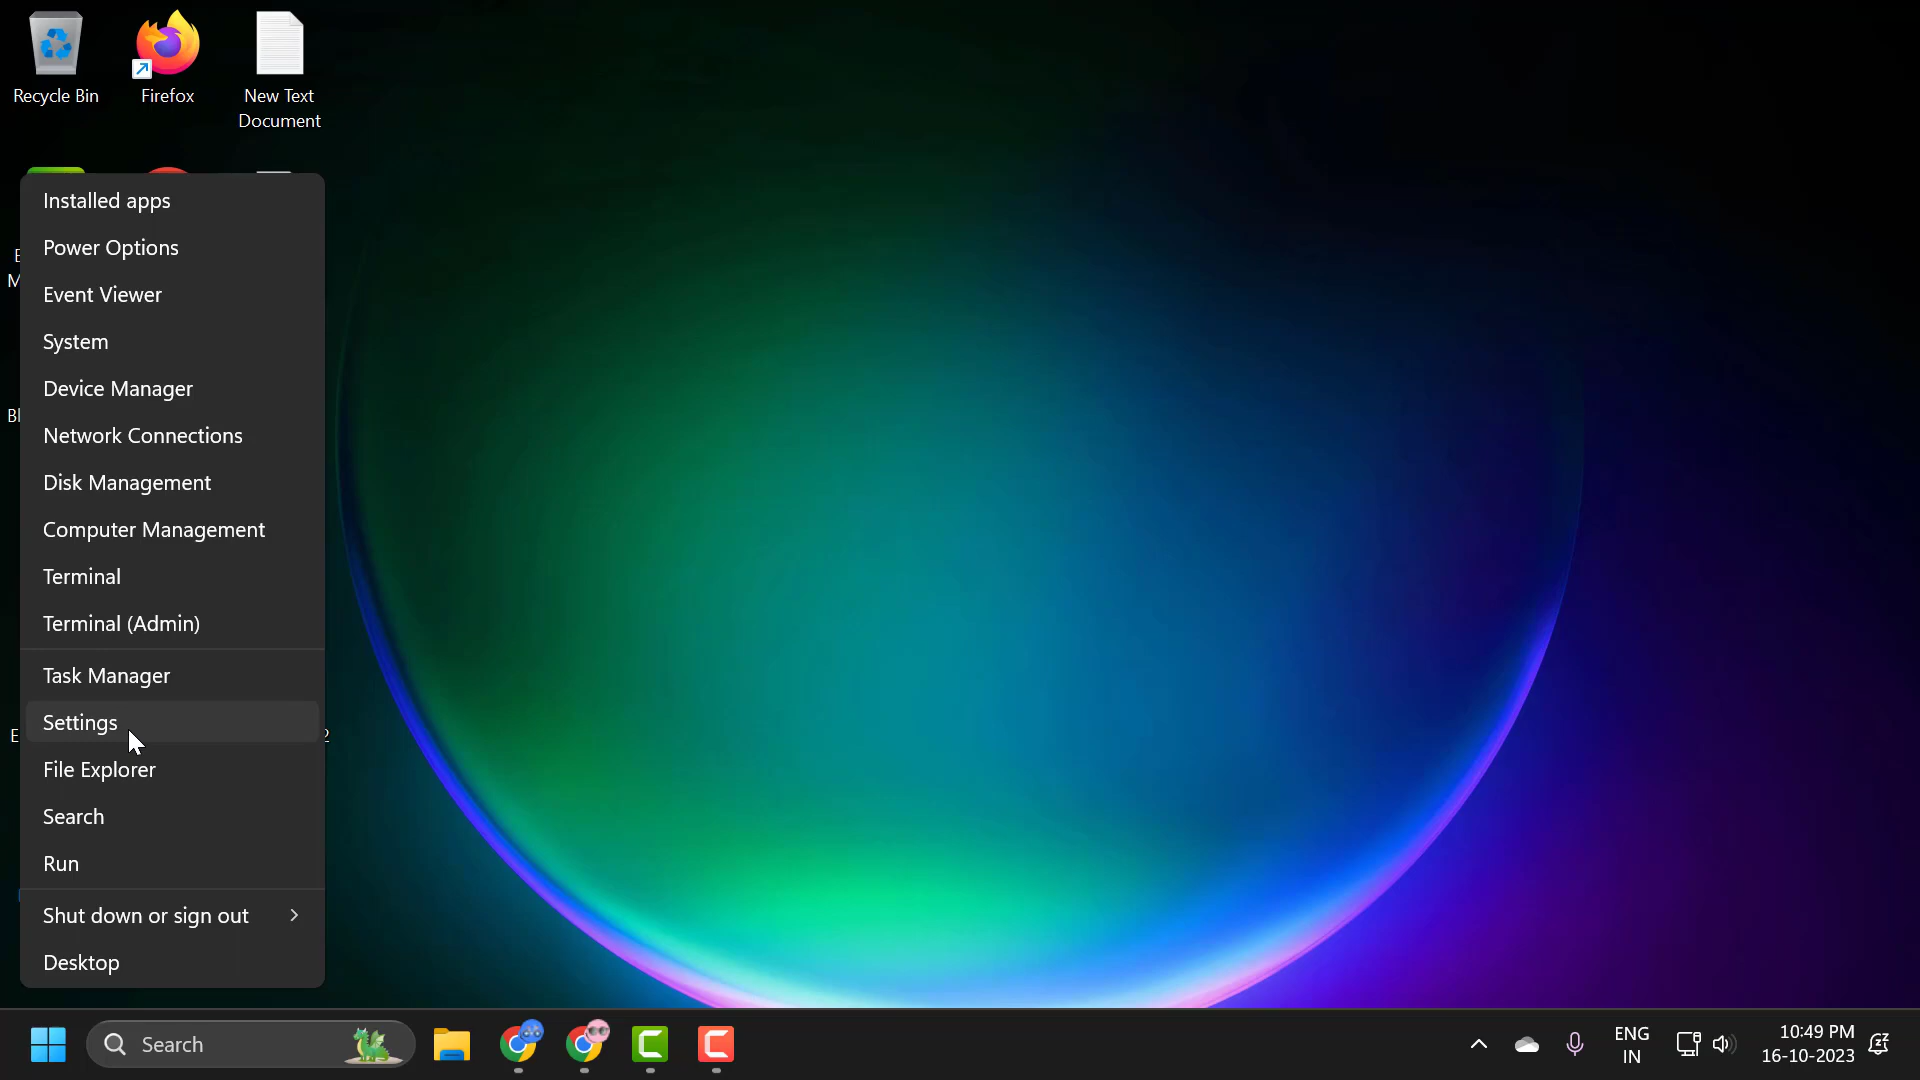 Recycle Bin
Firefox
New Text
Document
Installed apps
Power Options
Event Viewer
System
Device Manager
Network Connections
Disk Management
Computer Management
Terminal
Terminal (Admin)
Task Manager
Settings
File Explorer
Search
Run
Shut down or sign out
Desktop
Search
ENG
IN
10:49 PM
16-10-2023